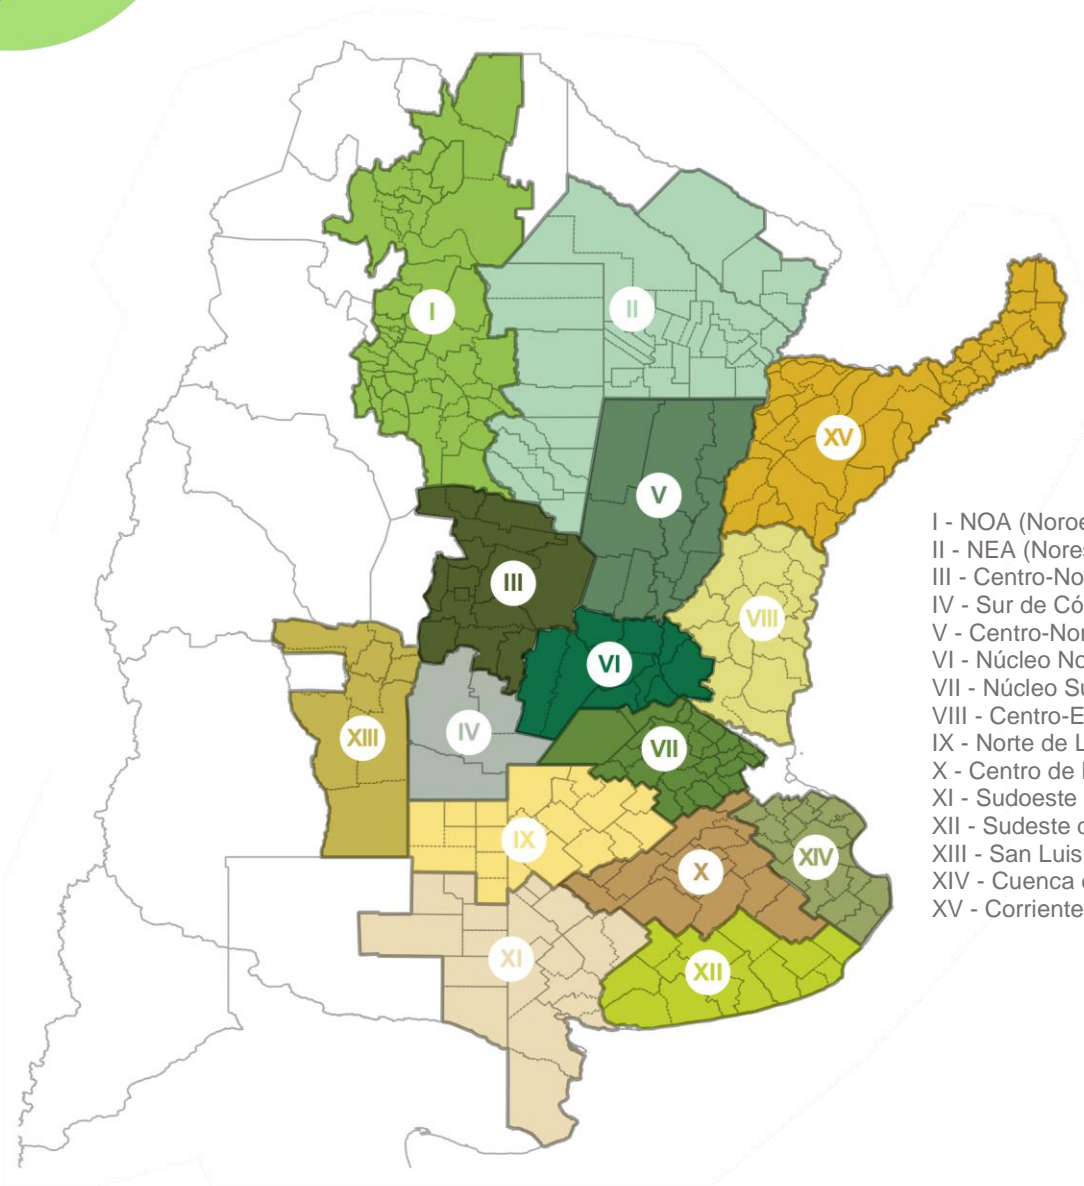 I
II
XV
V
III
VIII
VI
IV
XIII
VII
IX
XIV
X
XI
XII
I - NOA (Noroe
II - NEA (Nores
III - Centro-No
IV - Sur de Có
V - Centro-Nor
VI - Núcleo No
VII - Núcleo Su
VIII - Centro-E
IX - Norte de L
X - Centro de
XI - Sudoeste
XII - Sudeste d
XIII - San Luis
XIV - Cuenca
XV - Corriente